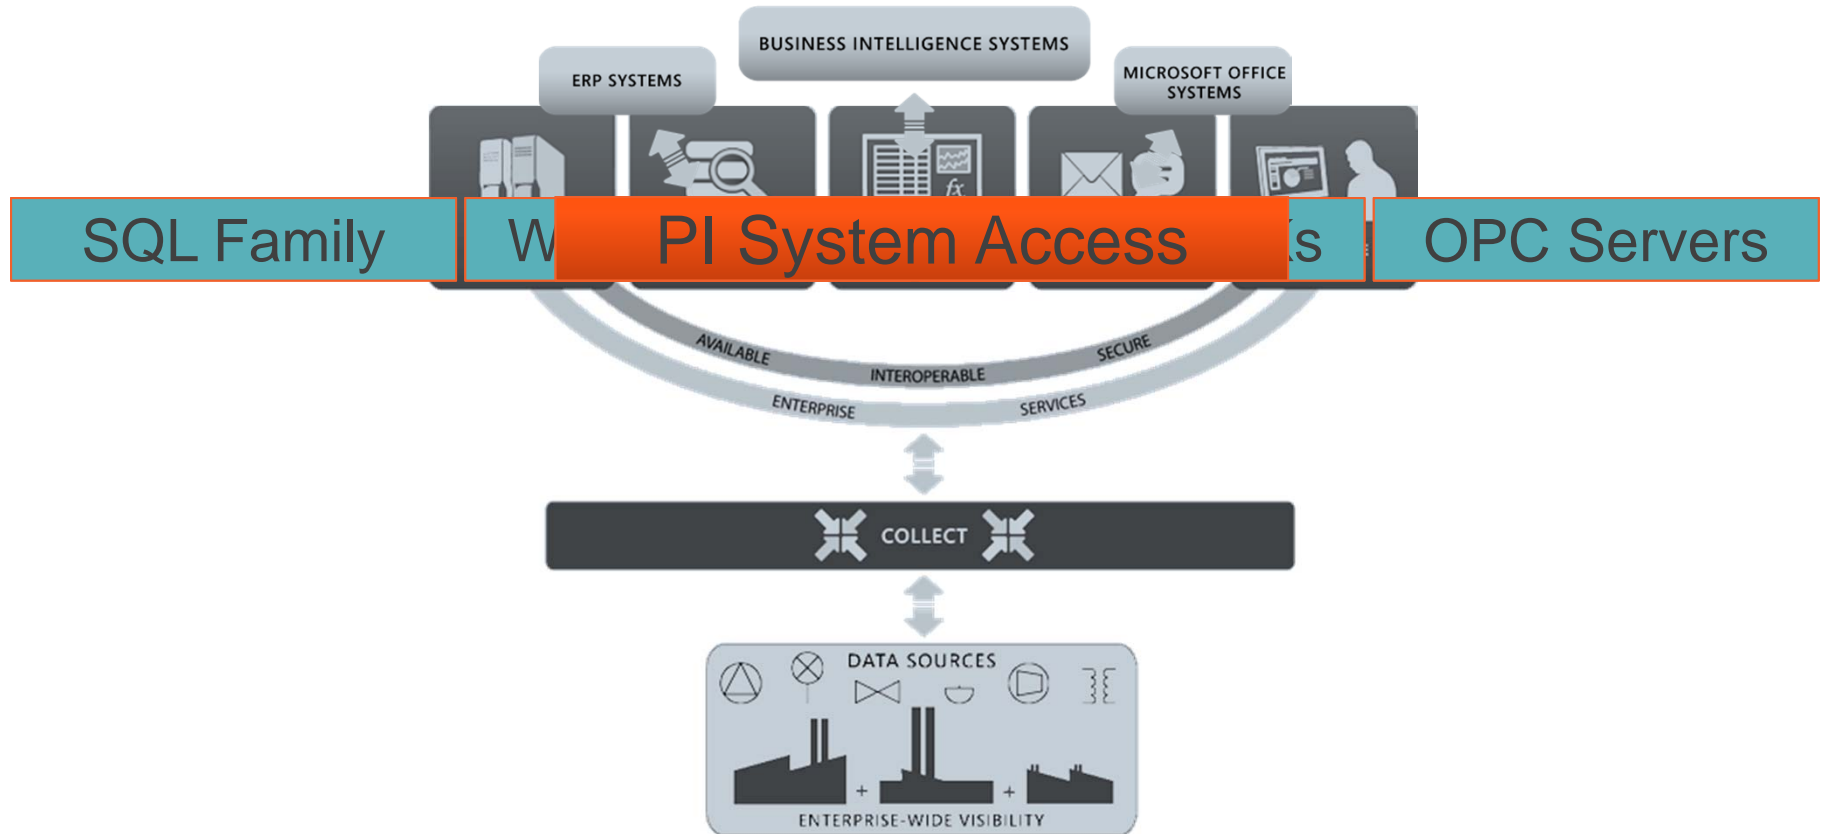 BUSINESS INTELLIGENCE SYSTEMS
ERP SYSTEMS
MICROSOFT OFFICE
SYSTEMS
fx
SQL Family
W
PI System Access
s
OPC Servers
AVAILABLE
INTEROPERABLE
SECURE
ENTERPRISE
SERVICES
COLLECT
DATA SOURCES
+
+
ENTERPRISE-WIDE VISIBILITY